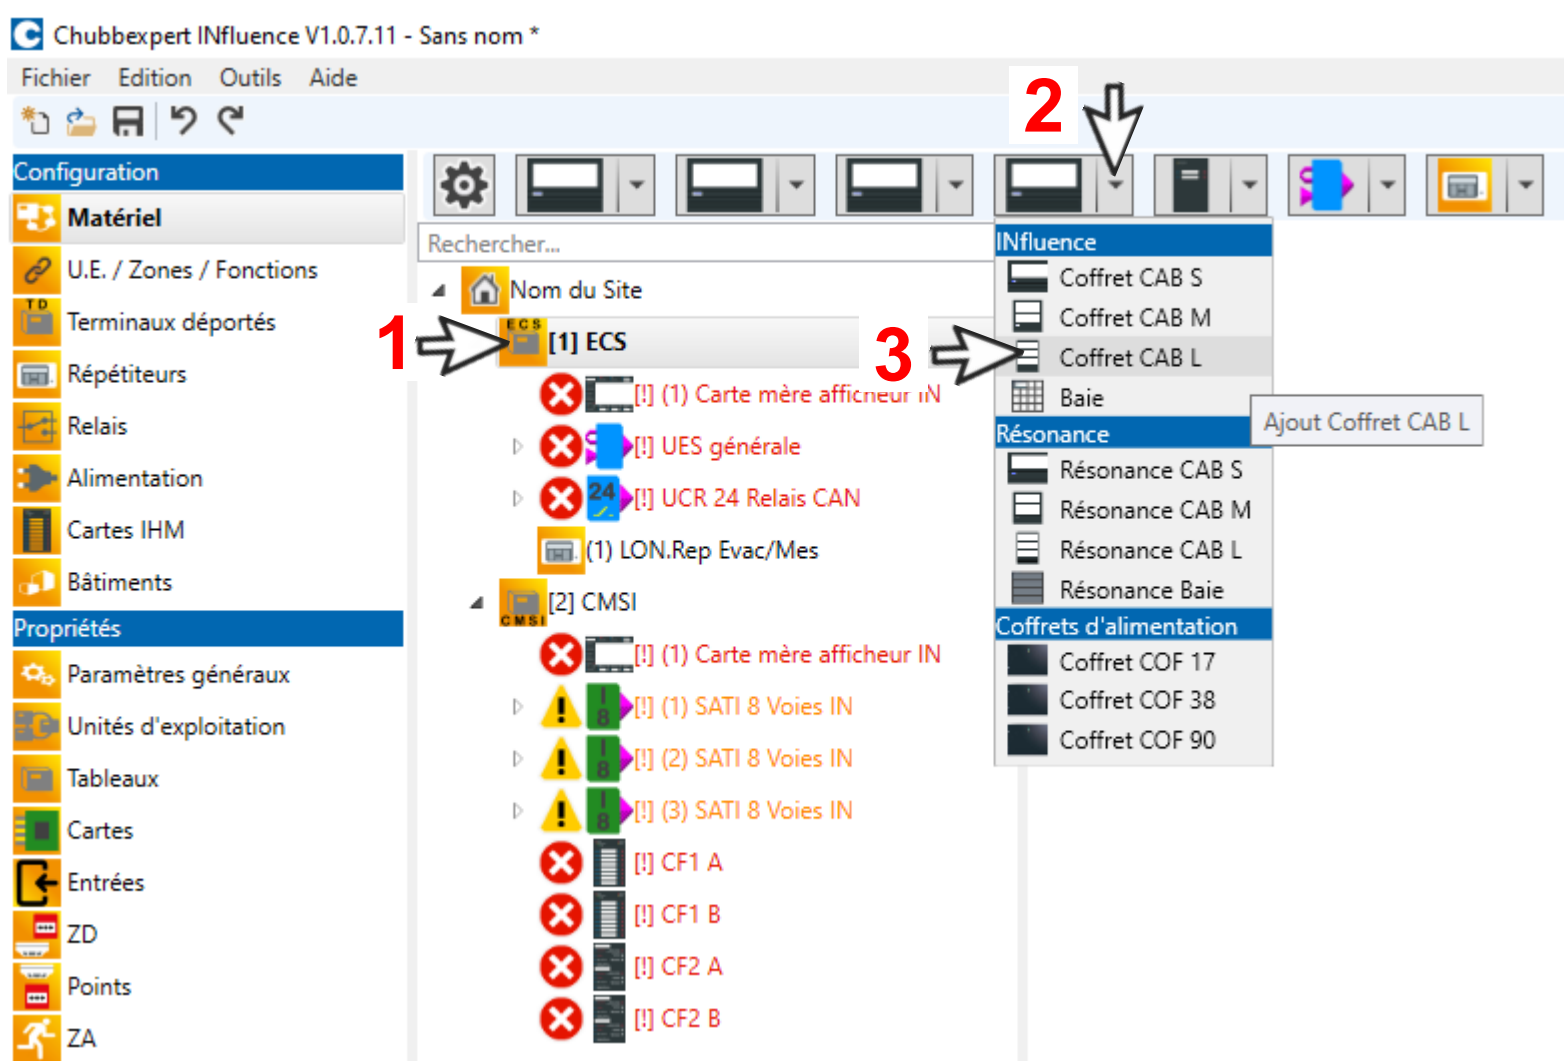 Chubbexpert INfluence V1.0.7.11 - Sans nom *
Fichier Edition Outils Aide
2
Configuration
Matériel
U.E. / Zones / Fonctions
TD
Terminaux déportés
Répétiteurs
Relais
Alimentation
Cartes IHM
Bâtiments
Propriétés
Paramètres généraux
Unités d'exploitation
Tableaux
Cartes
Entrées
ZD
Points
ZA
Rechercher...
Nom du Site
1
ECS
[1] ECS
[!] (1) Carte mère afficheur IN
[!] UES générale
24
[!] UCR 24 Relais CAN
(1) LON.Rep Evac/Mes
CMSI
[2] CMSI
[!] (1) Carte mère afficheur IN
I
8
[!] (1) SATI 8 Voies IN
I
8
[!] (2) SATI 8 Voies IN
I
8
[!] (3) SATI 8 Voies IN
[!] CF1 A
[!] CF1 B
[!] CF2 A
[!] CF2 B
INfluence
Coffret CAB S
Coffret CAB M
3
Coffret CAB L
Baie
Ajout Coffret CAB L
Résonance
Résonance CAB S
Résonance CAB M
Résonance CAB L
Résonance Baie
Coffrets d'alimentation
Coffret COF 17
Coffret COF 38
Coffret COF 90